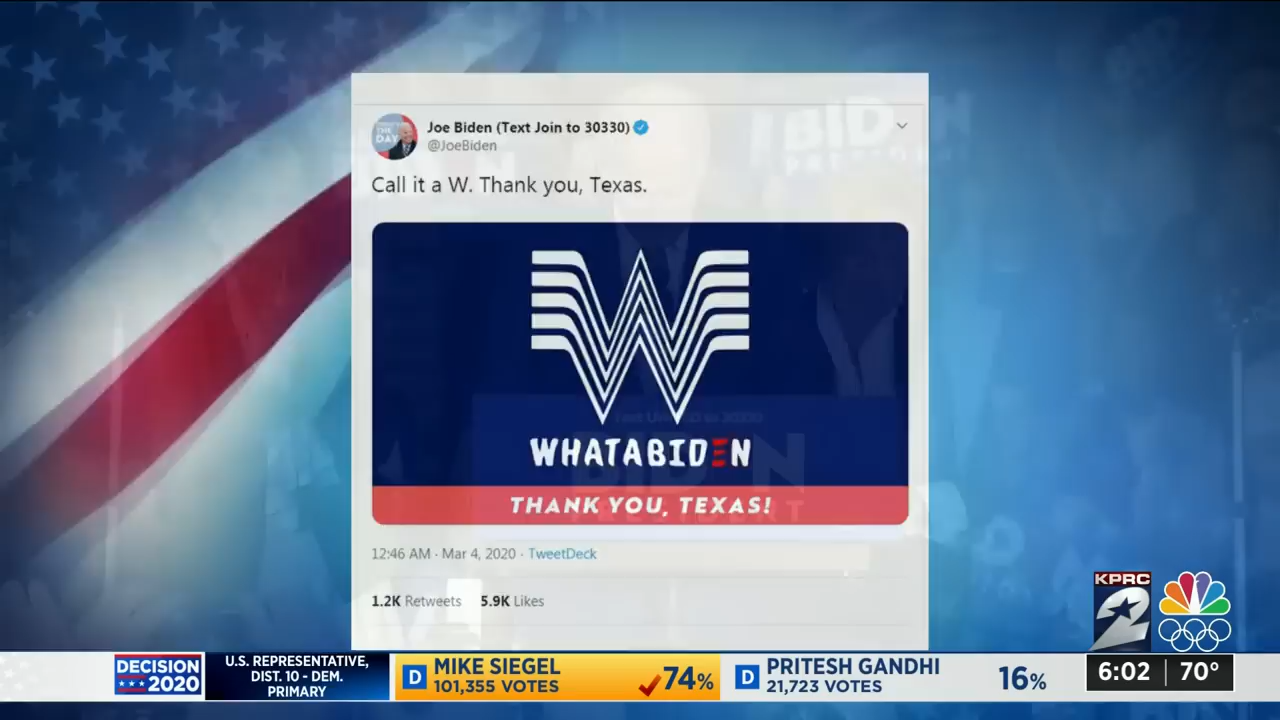 Joe Biden (Text Join to 30330)
@JoeBiden
Call it a W. Thank you, Texas.
WHATABIDEN
THANK YOU, TEXAS!
12:46 AM · Mar 4, 2020 · TweetDeck
1.2K Retweets 5.9K Likes
KPRC
2
DECISION
2020
U.S. REPRESENTATIVE,
DIST. 10 - DEM.
PRIMARY
D MIKE SIEGEL
101,355 VOTES
74%
D PRITESH GANDHI
21,723 VOTES
16%
6:02 70°